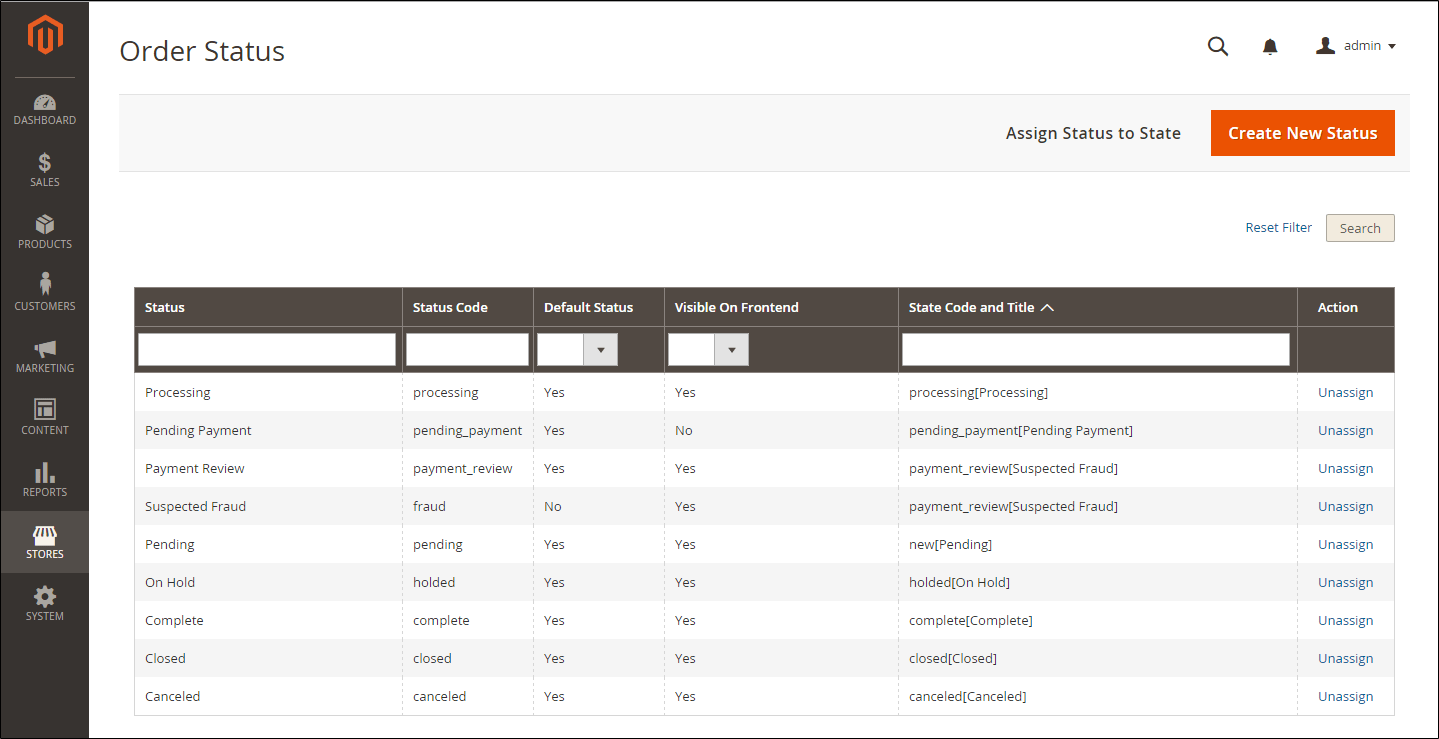 Order Status
admin
DASHBOARD
SALES
PRODUCTS
CUSTOMERS
MARKETING
CONTENT
REPORTS
STORES
SYSTEM
Assign Status to State Create New Status
Reset Filter Search
Status Status Code Default Status Visible On Frontend State Code and Title Action
Processing processing Yes Yes processing[Processing] Unassign
Pending Payment pending_payment Yes No pending_payment[Pending Payment] Unassign
Payment Review payment_review Yes Yes payment_review[Suspected Fraud] Unassign
Suspected Fraud fraud No Yes payment_review[Suspected Fraud] Unassign
Pending pending Yes Yes new[Pending] Unassign
On Hold holded Yes Yes holded[On Hold] Unassign
Complete complete Yes Yes complete[Complete] Unassign
Closed closed Yes Yes closed[Closed] Unassign
Canceled canceled Yes Yes canceled[Canceled] Unassign